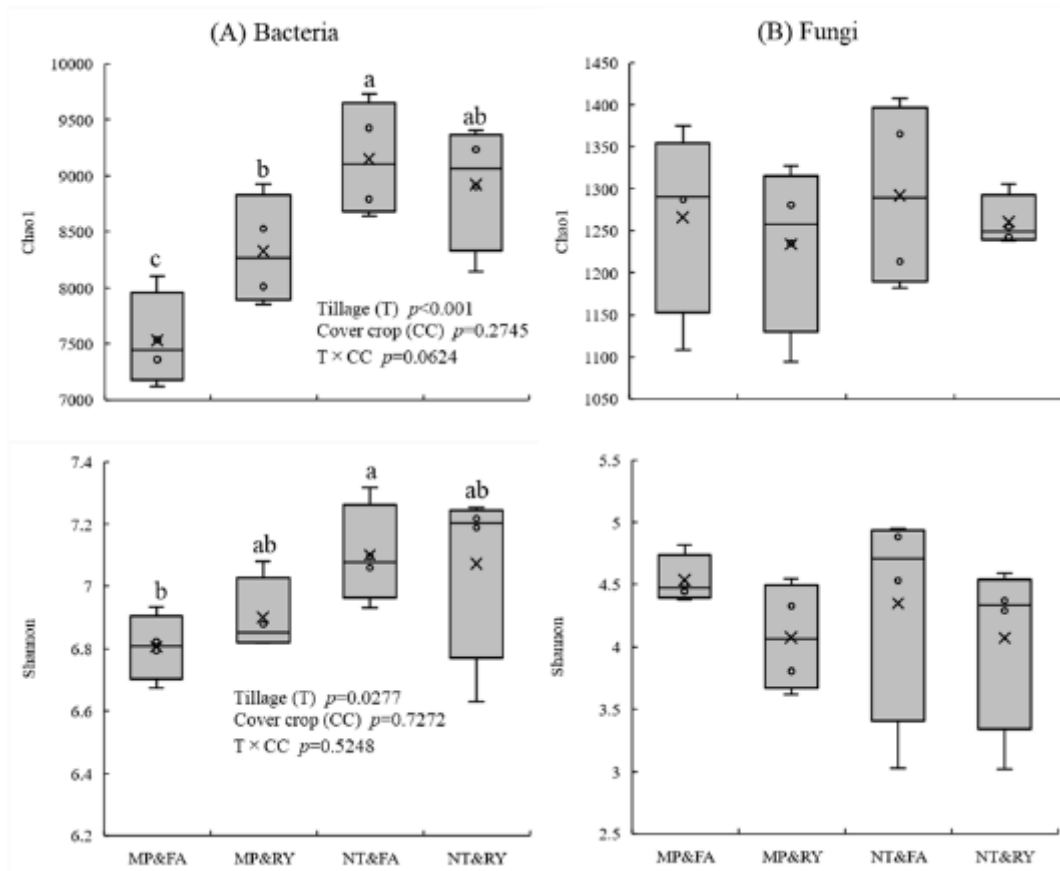 (A) Bacteria
(B) Fungi
10000
9500
9000
8500
8000
7500
7000
Chao1
c
b
a
ab
Tillage (T) p<0.001
Cover crop (CC) p=0.2745
T × CC p=0.0624
1450
1400
1350
1300
1250
1200
1150
1100
1050
Chao1
7.4
7.2
7
6.8
6.6
6.4
6.2
Shannon
b
ab
a
ab
Tillage (T) p=0.0277
Cover crop (CC) p=0.7272
T × CC p=0.5248
MP&FA
MP&RY
NT&FA
NT&RY
5.5
5
4.5
4
3.5
3
2.5
Shannon
MP&FA
MP&RY
NT&FA
NT&RY